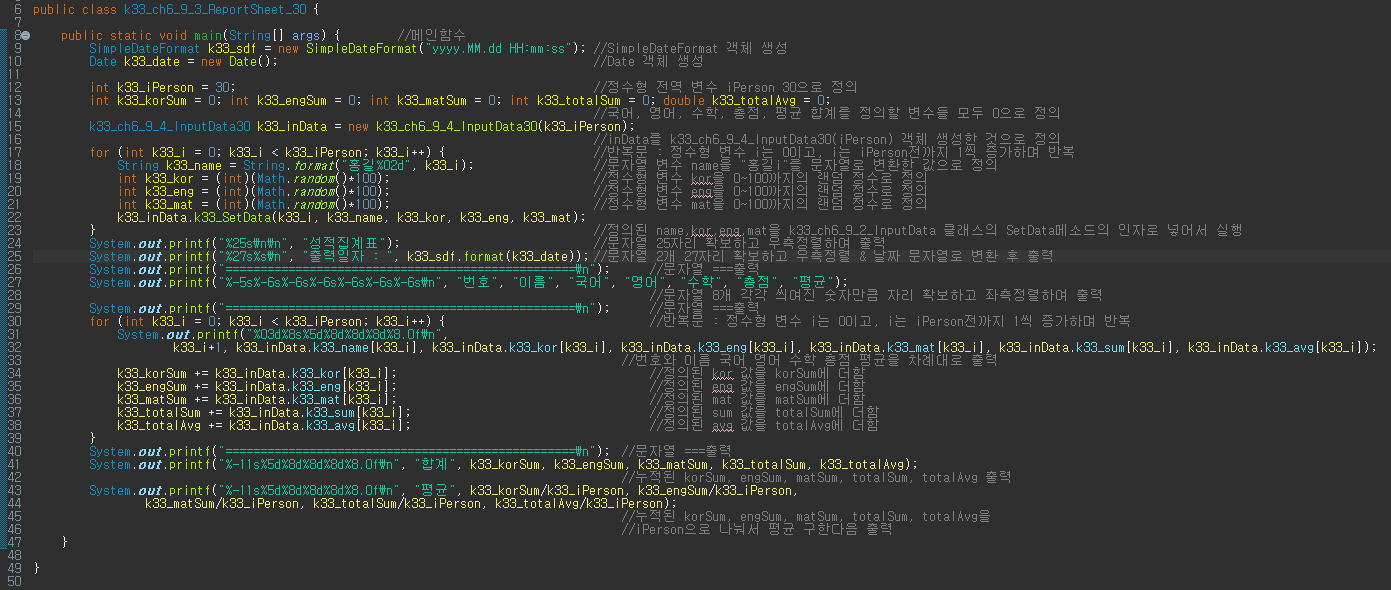 6 public class k33_ch6_9_3_ReportSheet_30 {
7
8 public static void main(String[] args) { //메인함수
9 SimpleDateFormat k33_sdf = new SimpleDateFormat("yyyy.MM.dd HH:mm:ss"); //SimpleDateFormat 객체 생성
10 Date k33_date = new Date(); //Date 객체 생성
11
12 int k33_iPerson = 30; //정수형 전역 변수 iPerson 30으로 정의
13 int k33_korSum = 0; int k33_engSum = 0; int k33_matSum = 0; int k33_totalSum = 0; double k33_totalAvg = 0;
14 //국어, 영어, 수학, 총점, 평균 합계를 정의할 변수들 모두 0으로 정의
15 k33_ch6_9_4_InputData30 k33_inData = new k33_ch6_9_4_InputData30(k33_iPerson);
16 //inData를 k33_ch6_9_4_InputData30(iPerson) 객체 생성할 것으로 정의
17 for (int k33_i = 0; k33_i < k33_iPerson; k33_i++) { //반복문 : 정수형 변수 i는 0이고, i는 iPerson전까지 1씩 증가하며 반복
18 String k33_name = String.format("홍길%02d", k33_i); //문자열 변수 name을 "홍길i"를 문자열로 변환할 값으로 정의
19 int k33_kor = (int)(Math.random()*100); //정수형 변수 kor을 0~100까지의 랜덤 정수로 정의
20 int k33_eng = (int)(Math.random()*100); //정수형 변수 eng을 0~100까지의 랜덤 정수로 정의
21 int k33_mat = (int)(Math.random()*100); //정수형 변수 mat을 0~100까지의 랜덤 정수로 정의
22 k33_inData.k33_SetData(k33_i, k33_name, k33_kor, k33_eng, k33_mat);
23 } //정의된 name,kor,eng,mat를 k33_ch6_9_2_InputData 클래스의 SetData메소드의 인자로 넣어서 실행
24 System.out.printf("%25s\n\n", "성적집계표"); //문자열 25자리 확보하고 우측정렬하며 출력
25 System.out.printf("%27s%s\n", "출력일자 : ", k33_sdf.format(k33_date)); //문자열 2개 27자리 확보하고 우측정렬 & 날짜 문자열로 변환 후 출력
26 System.out.printf("==================================================\n"); //문자열 ===출력
27 System.out.printf("%-5s%-6s%-6s%-6s%-6s%-6s%-6s\n", "번호", "이름", "국어", "영어", "수학", "총점", "평균");
28 //문자열 8개 각각 씌여진 숫자만큼 자리 확보하고 좌측정렬하여 출력
29 System.out.printf("==================================================\n"); //문자열 ===출력
30 for (int k33_i = 0; k33_i < k33_iPerson; k33_i++) { //반복문 : 정수형 변수 i는 0이고, i는 iPerson전까지 1씩 증가하며 반복
31 System.out.printf("%03d%8s%5d%8d%8d%8d%8.0f\n",
32 k33_i+1, k33_inData.k33_name[k33_i], k33_inData.k33_kor[k33_i], k33_inData.k33_eng[k33_i], k33_inData.k33_mat[k33_i], k33_inData.k33_sum[k33_i], k33_inData.k33_avg[k33_i]);
33 //번호와 이름 국어 영어 수학 총점 평균을 차례대로 출력
34 k33_korSum += k33_inData.k33_kor[k33_i]; //정의된 kor 값을 korSum에 더함
35 k33_engSum += k33_inData.k33_eng[k33_i]; //정의된 eng 값을 engSum에 더함
36 k33_matSum += k33_inData.k33_mat[k33_i]; //정의된 mat 값을 matSum에 더함
37 k33_totalSum += k33_inData.k33_sum[k33_i]; //정의된 sum 값을 totalSum에 더함
38 k33_totalAvg += k33_inData.k33_avg[k33_i]; //정의된 avg 값을 totalAvg에 더함
39 }
40 System.out.printf("==================================================\n"); //문자열 ===출력
41 System.out.printf("%-11s%5d%8d%8d%8d%8.0f\n", "합계", k33_korSum, k33_engSum, k33_matSum, k33_totalSum, k33_totalAvg);
42 //누적된 korSum, engSum, matSum, totalSum, totalAvg 출력
43 System.out.printf("%-11s%5d%8d%8d%8d%8.0f\n", "평균", k33_korSum/k33_iPerson, k33_engSum/k33_iPerson,
44 k33_matSum/k33_iPerson, k33_totalSum/k33_iPerson, k33_totalAvg/k33_iPerson);
45 //누적된 korSum, engSum, matSum, totalSum, totalAvg을
46 //iPerson으로 나눠서 평균 구한다음 출력
47 }
48
49 }
50